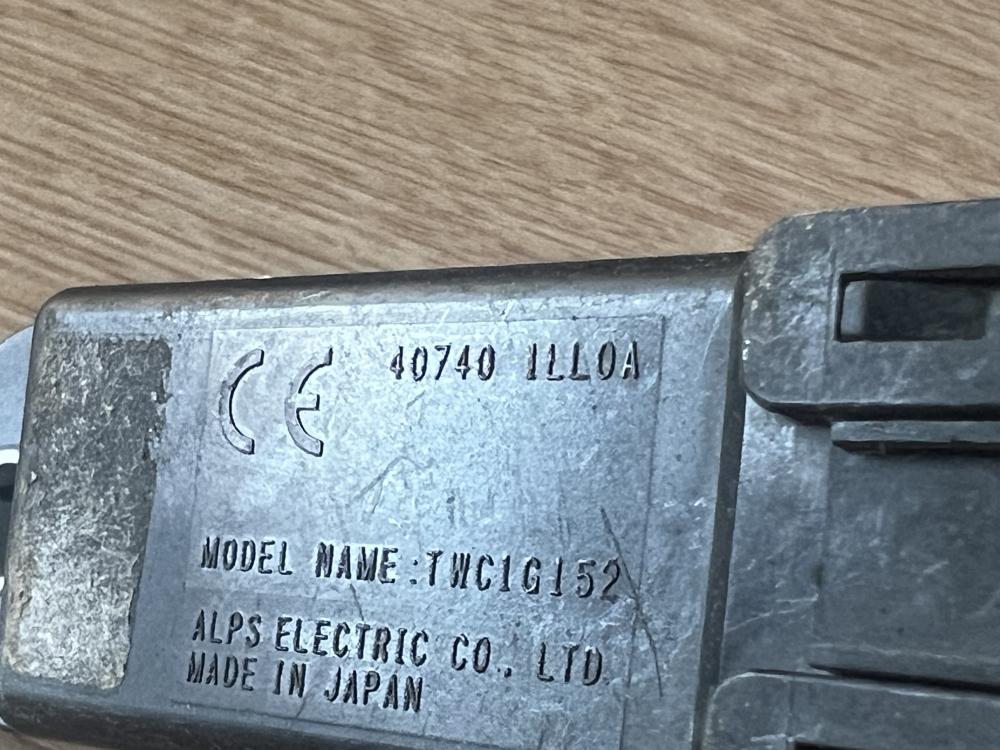 CE 40740 1LL0A
MODEL NAME:TWC1G152
ALPS ELECTRIC CO., LTD.
MADE IN JAPAN